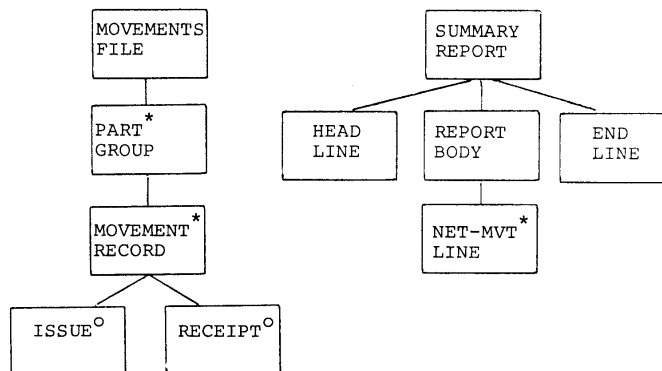 MOVEMENTS
FILE
SUMMARY
REPORT
PART*
GROUP
HEAD
LINE
REPORT
BODY
END
LINE
MOVEMENT*
RECORD
NET-MVT*
LINE
ISSUE°
RECEIPT°